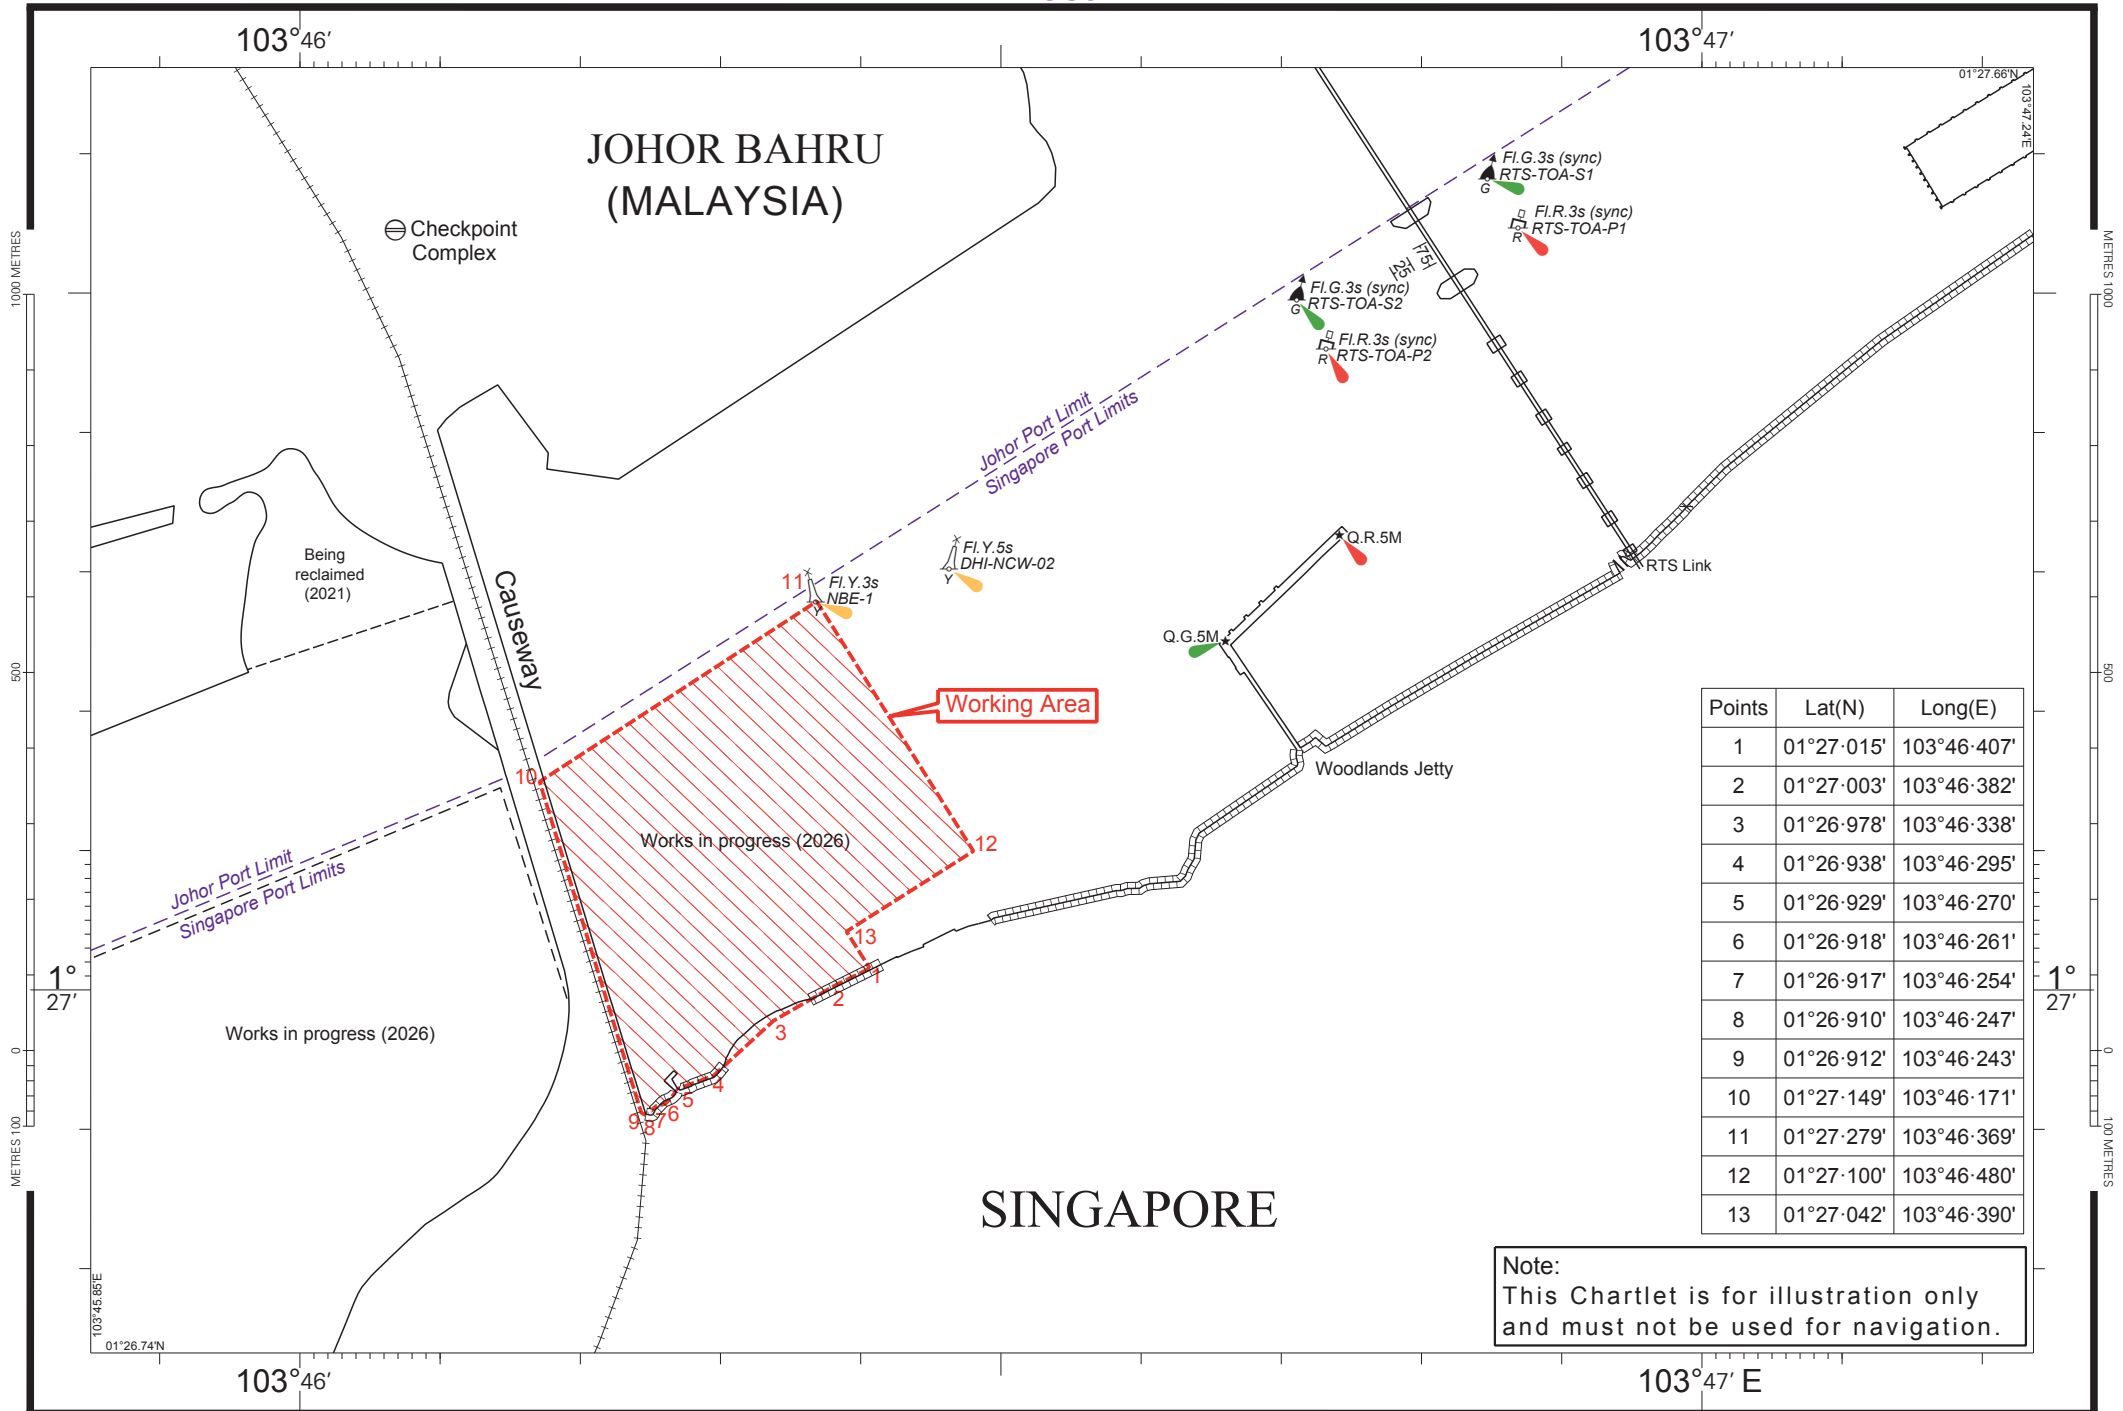 103°46′
103°47′
01°27.66'N
103°47.24'E
JOHOR BAHRU
(MALAYSIA)
Checkpoint
Complex
Fl.G.3s (sync)
RTS-TOA-S1
G
Fl.R.3s (sync)
RTS-TOA-P1
R
75
25
Fl.G.3s (sync)
RTS-TOA-S2
G
Fl.R.3s (sync)
RTS-TOA-P2
R
1000 METRES
METRES 1000
Johor Port Limit
Singapore Port Limits
Being
reclaimed
(2021)
Causeway
Fl.Y.5s
DHI-NCW-02
Y
11
Fl.Y.3s
NBE-1
Y
Q.R.5M
Q.G.5M
RTS Link
500
500
Working Area
Woodlands Jetty
10
Works in progress (2026)
12
Johor Port Limit
Singapore Port Limits
13
1
2
3
4
5
6
7
8
9
1°
27′
1°
27′
Works in progress (2026)
0
0
METRES 100
100 METRES
Points Lat(N) Long(E)
1 01°27·015' 103°46·407'
2 01°27·003' 103°46·382'
3 01°26·978' 103°46·338'
4 01°26·938' 103°46·295'
5 01°26·929' 103°46·270'
6 01°26·918' 103°46·261'
7 01°26·917' 103°46·254'
8 01°26·910' 103°46·247'
9 01°26·912' 103°46·243'
10 01°27·149' 103°46·171'
11 01°27·279' 103°46·369'
12 01°27·100' 103°46·480'
13 01°27·042' 103°46·390'
SINGAPORE
Note:
This Chartlet is for illustration only
and must not be used for navigation.
103°45.85'E
01°26.74'N
103°46′
103°47′ E